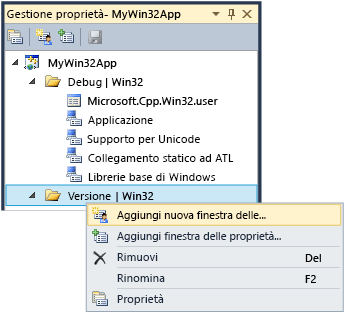 Gestione proprietà- MyWin32App
MyWin32App
Debug | Win32
Microsoft.Cpp.Win32.user
Applicazione
Supporto per Unicode
Collegamento statico ad ATL
Librerie base di Windows
Versione | Win32
Aggiungi nuova finestra delle...
Aggiungi finestra delle proprietà...
Rimuovi Del
Rinomina F2
Proprietà